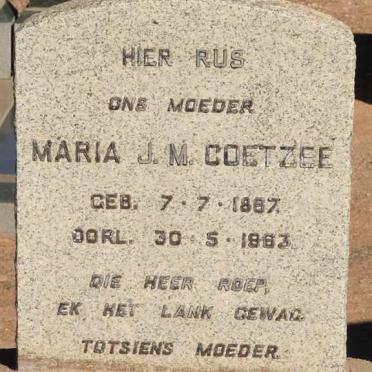 HIER RUS
ONS MOEDER
MARIA J. M. COETZEE
GEB. 7·7·1887.
OORL. 30·5·1963.
DIE HEER ROEP,
EK HET LANK GEWAG.
TOTSIENS MOEDER.